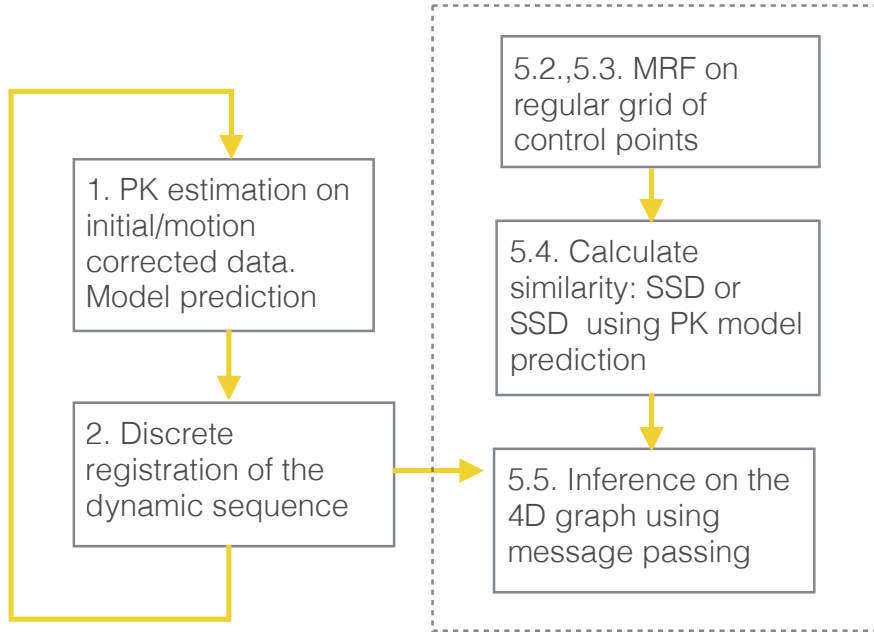 1. PK estimation on
initial/motion
corrected data.
Model prediction
2. Discrete
registration of the
dynamic sequence
5.2.,5.3. MRF on
regular grid of
control points
5.4. Calculate
similarity: SSD or
SSD  using PK model
prediction
5.5. Inference on the
4D graph using
message passing